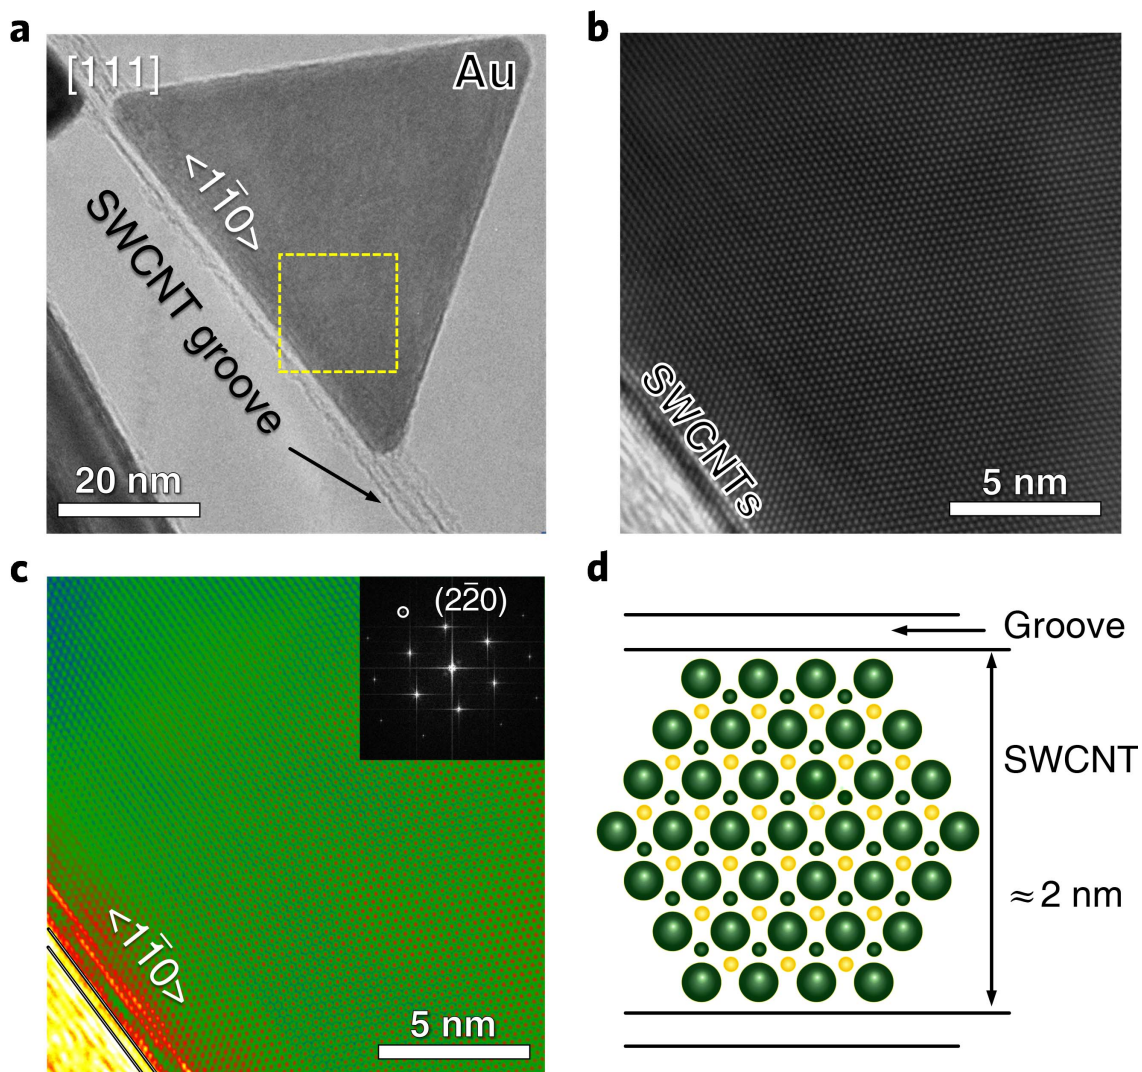 a
[111]
Au
<11̅0>
SWCNT groove
20 nm
b
SWCNTs
5 nm
c
(22̅0)
<11̅0>
5 nm
d
Groove
SWCNT
≈2 nm